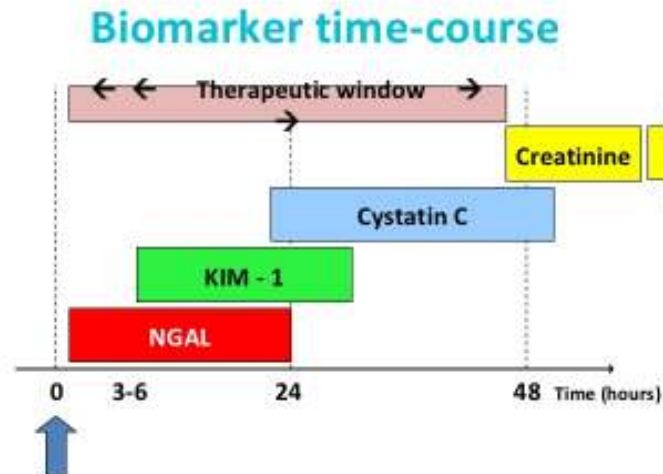 Biomarker time-course
Therapeutic window
Creatinine
Cystatin C
KIM - 1
NGAL
0 3-6 24 48 Time (hours)